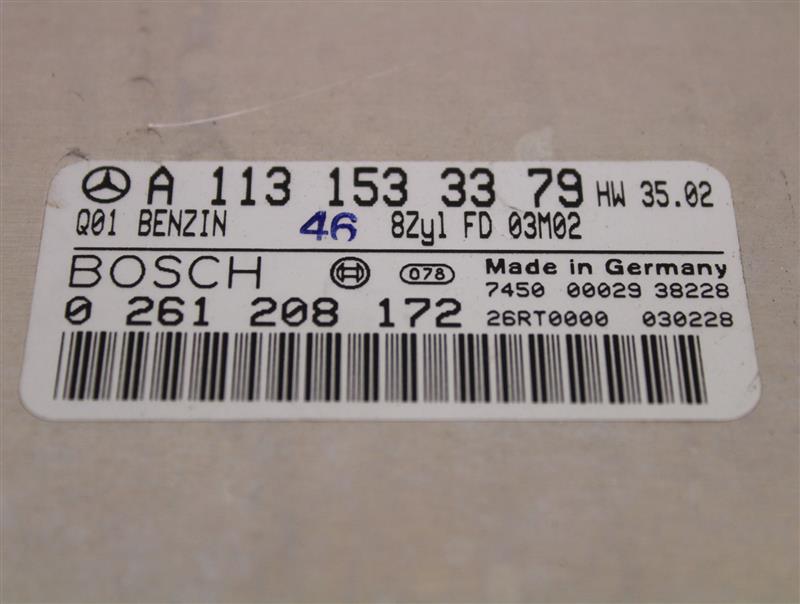 A 113 153 33 79 HW 35.02
Q01 BENZIN 46 8Zyl FD 03M02
BOSCH 078 Made in Germany
7450 00029 38228
0 261 208 172 26RT0000 030228